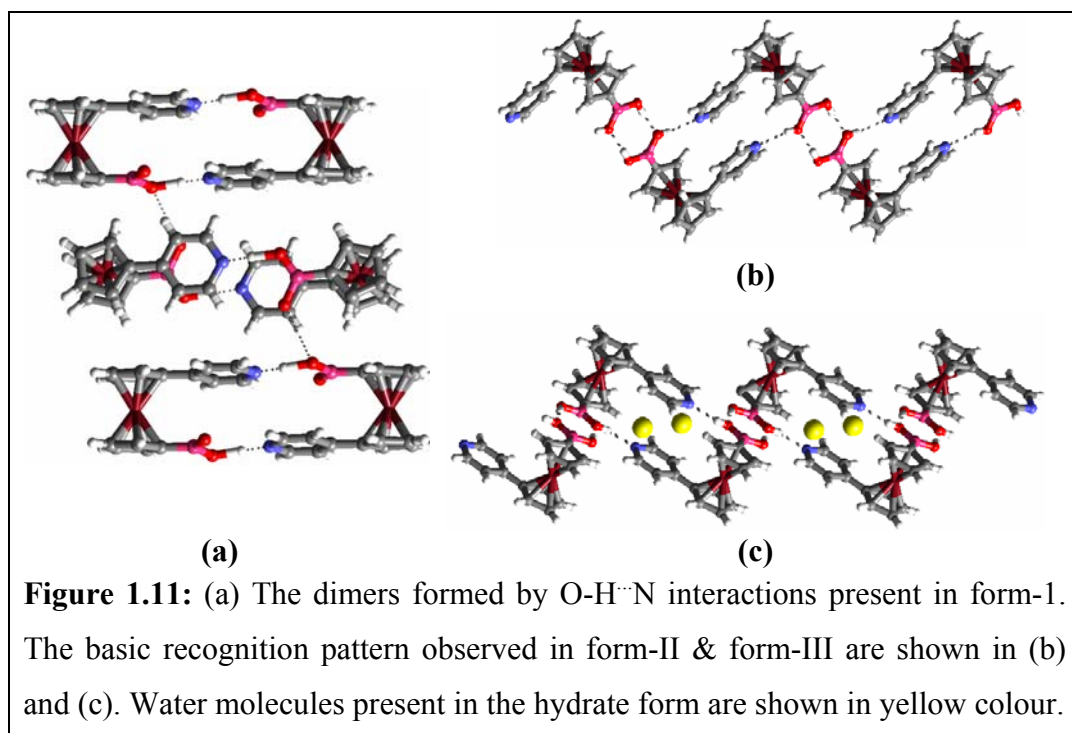 (b)
(a)
(c)
Figure 1.11: (a) The dimers formed by O-H···N interactions present in form-1.
The basic recognition pattern observed in form-II & form-III are shown in (b)
and (c). Water molecules present in the hydrate form are shown in yellow colour.